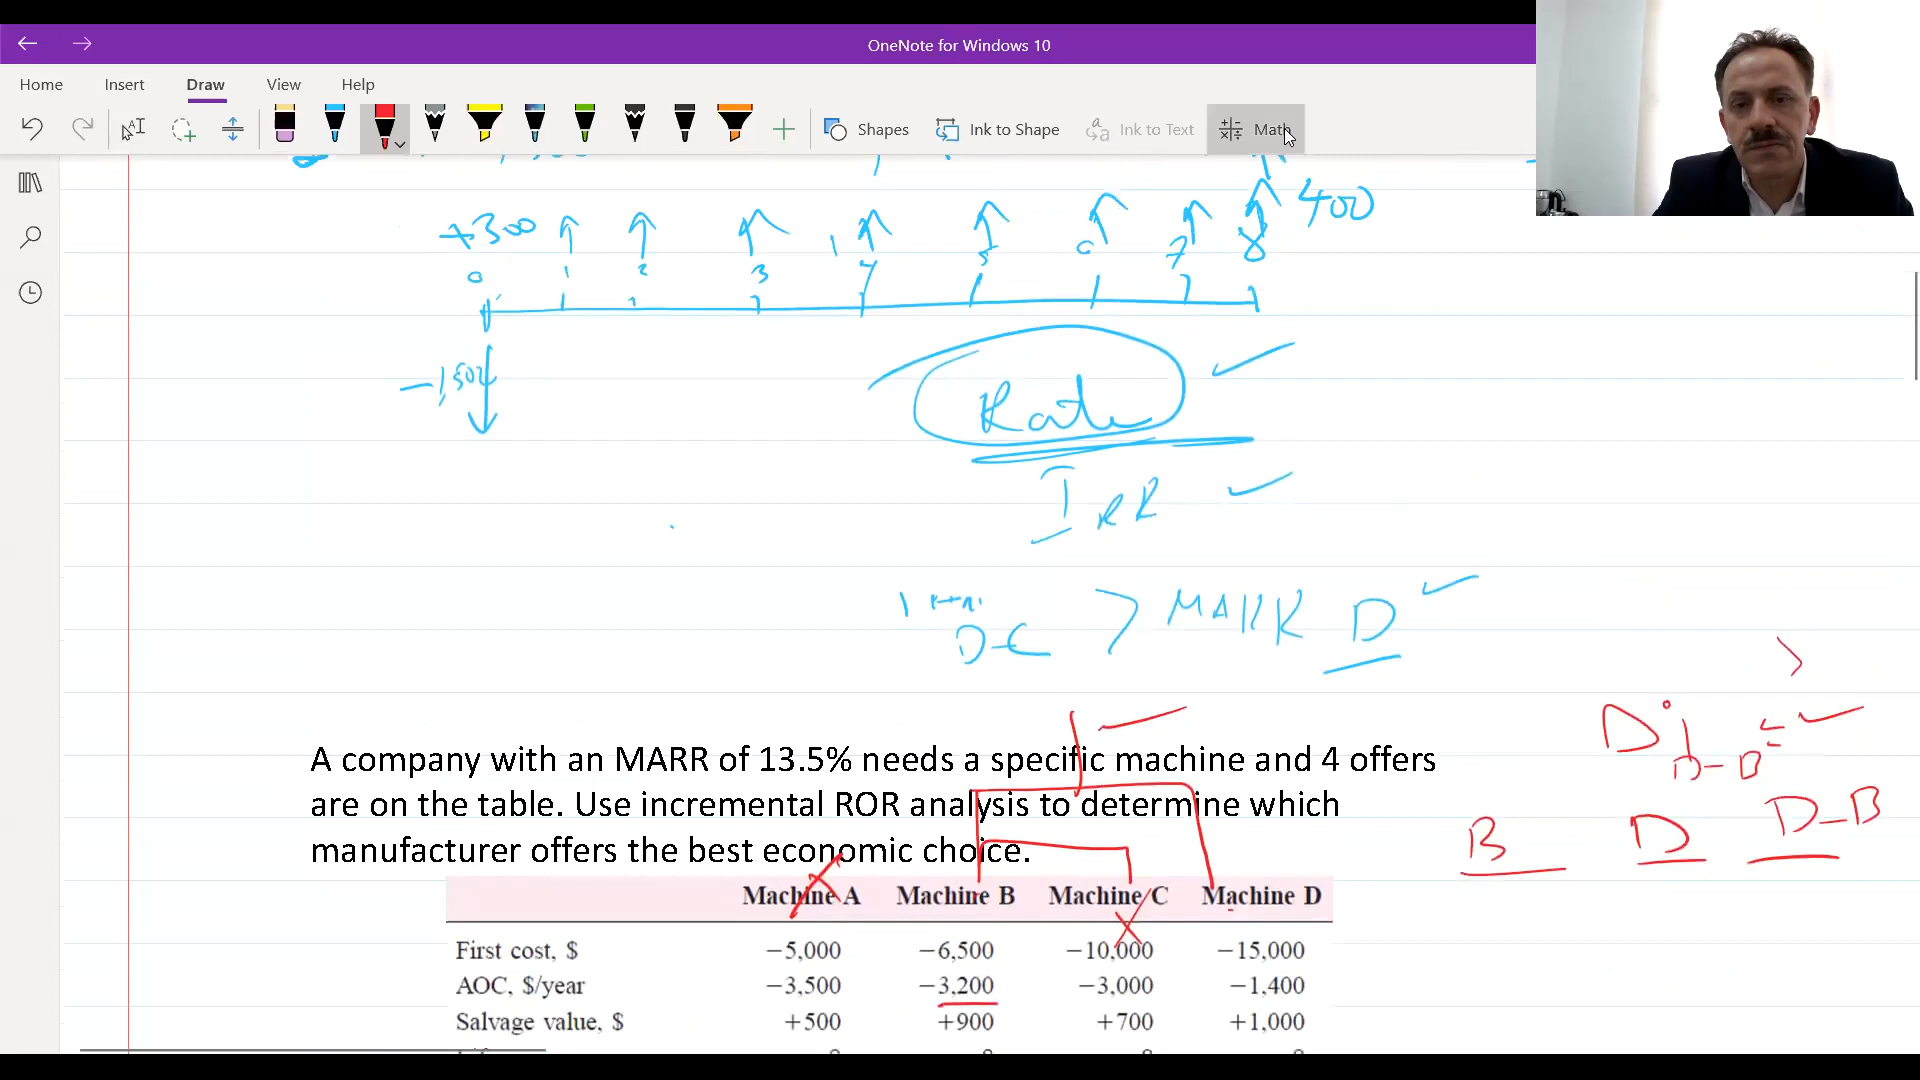 OneNote for Windows 10
Home Insert Draw View Help
Shapes Ink to Shape Ink to Text Math
+300 400
0 1 2 3 4 5 6 7 8
Rate
IRR
D-C > MARR D
D
D-B
B D D-B
A company with an MARR of 13.5% needs a specific machine and 4 offers
are on the table. Use incremental ROR analysis to determine which
manufacturer offers the best economic choice.
Machine A Machine B Machine C Machine D
First cost, $ −5,000 −6,500 −10,000 −15,000
AOC, $/year −3,500 −3,200 −3,000 −1,400
Salvage value, $ +500 +900 +700 +1,000